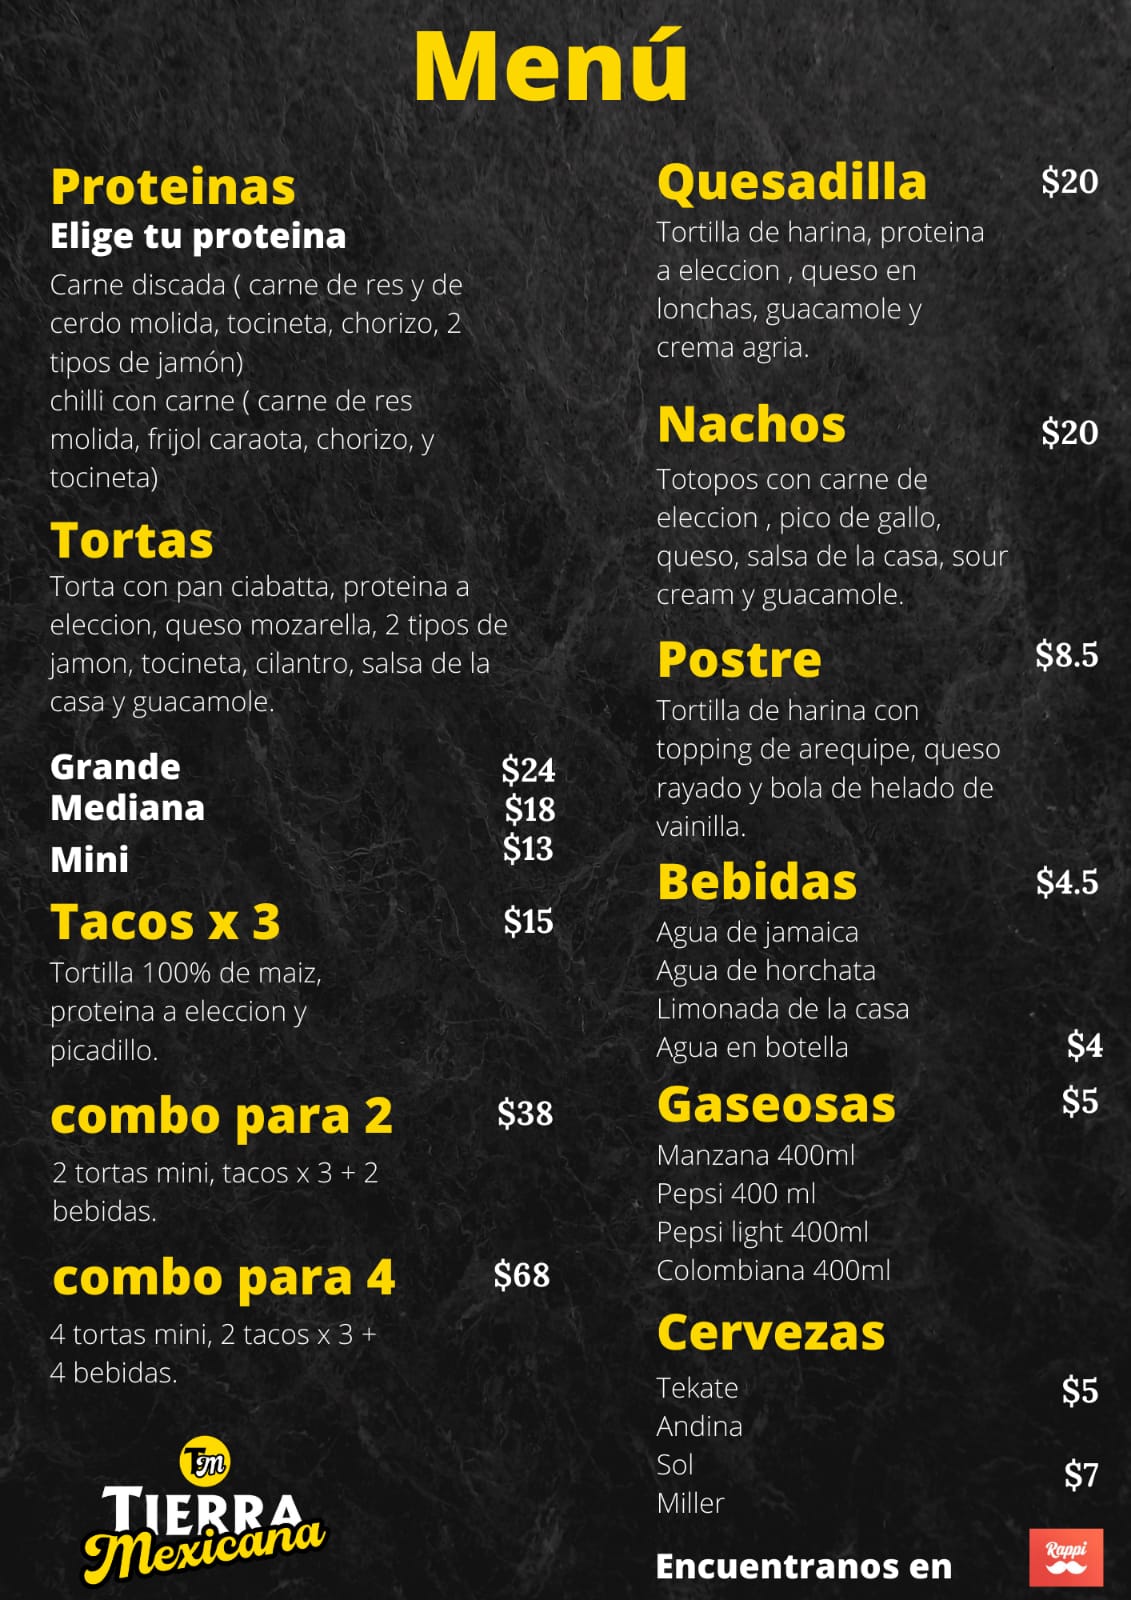 Menú
Proteinas
Elige tu proteina
Carne discada ( carne de res y de
cerdo molida, tocineta, chorizo, 2
tipos de jamón)
chilli con carne ( carne de res
molida, frijol caraota, chorizo, y
tocineta)
Tortas
Torta con pan ciabatta, proteina a
eleccion, queso mozarella, 2 tipos de
jamon, tocineta, cilantro, salsa de la
casa y guacamole.
Grande $24
Mediana $18
Mini $13
Tacos x 3 $15
Tortilla 100% de maiz,
proteina a eleccion y
picadillo.
combo para 2 $38
2 tortas mini, tacos x 3 + 2
bebidas.
combo para 4 $68
4 tortas mini, 2 tacos x 3 +
4 bebidas.
TM
TIERRA
Mexicana
Quesadilla $20
Tortilla de harina, proteina
a eleccion , queso en
lonchas, guacamole y
crema agria.
Nachos $20
Totopos con carne de
eleccion , pico de gallo,
queso, salsa de la casa, sour
cream y guacamole.
Postre $8.5
Tortilla de harina con
topping de arequipe, queso
rayado y bola de helado de
vainilla.
Bebidas $4.5
Agua de jamaica
Agua de horchata
Limonada de la casa
Agua en botella $4
Gaseosas $5
Manzana 400ml
Pepsi 400 ml
Pepsi light 400ml
Colombiana 400ml
Cervezas
Tekate $5
Andina
Sol $7
Miller
Encuentranos en Rappi